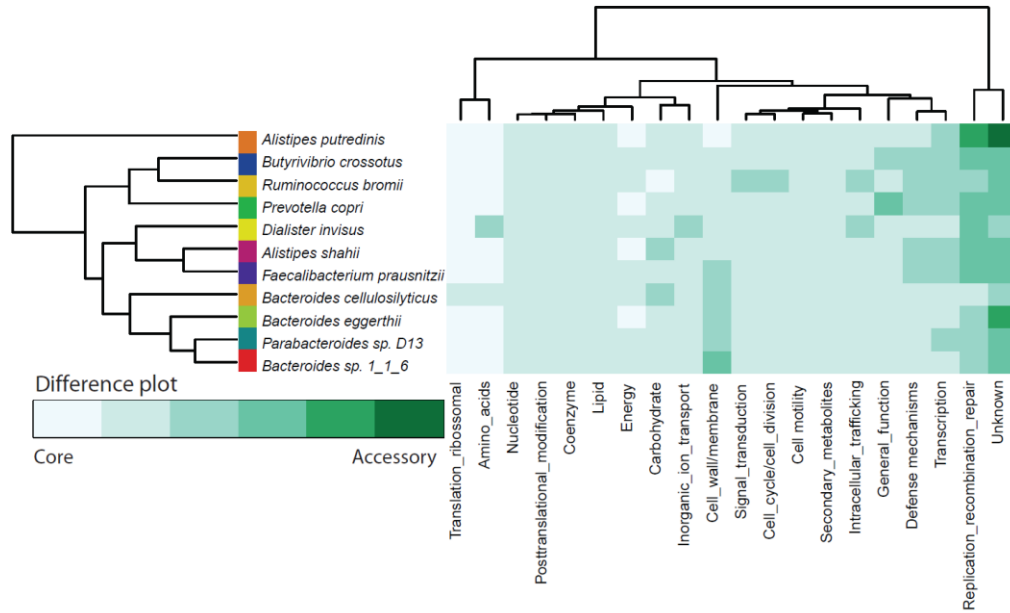 Alistipes putredinis
Butyrivibrio crossotus
Ruminococcus bromii
Prevotella copri
Dialister invisus
Alistipes shahii
Faecalibacterium prausnitzii
Bacteroides cellulosilyticus
Bacteroides eggerthii
Parabacteroides sp. D13
Bacteroides sp. 1_1_6
Difference plot
Core Accessory
Translation_ribossomal
Amino_acids
Nucleotide
Posttranslational_modification
Coenzyme
Lipid
Energy
Carbohydrate
Inorganic_ion_transport
Cell_wall/membrane
Signal_transduction
Cell_cycle/cell_division
Cell motility
Secondary_metabolites
Intracellular_trafficking
General_function
Defense mechanisms
Transcription
Replication_recombination_repair
Unknown